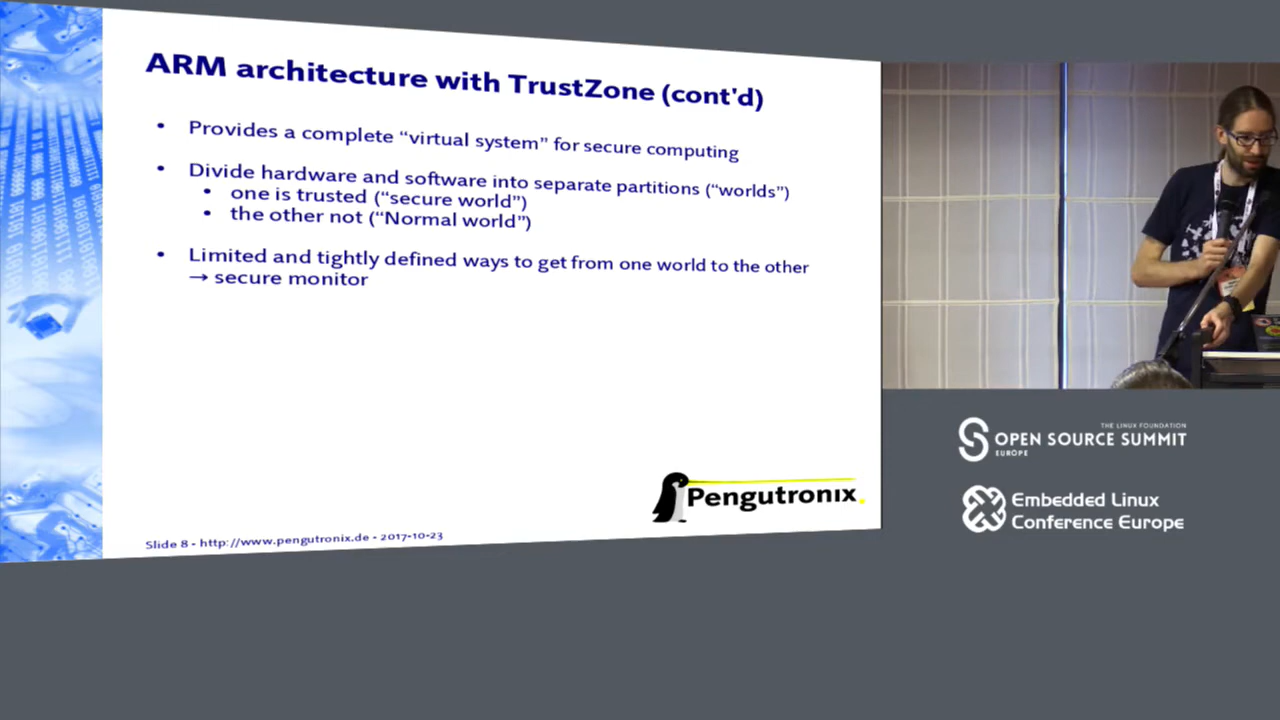 ARM architecture with TrustZone (cont'd)
• Provides a complete “virtual system” for secure computing
• Divide hardware and software into separate partitions (“worlds”)
• one is trusted (“secure world”)
• the other not (“Normal world”)
• Limited and tightly defined ways to get from one world to the other
→ secure monitor
Pengutronix
Slide 8 - http://www.pengutronix.de - 2017-10-23
THE LINUX FOUNDATION
OPEN SOURCE SUMMIT
EUROPE
Embedded Linux
Conference Europe